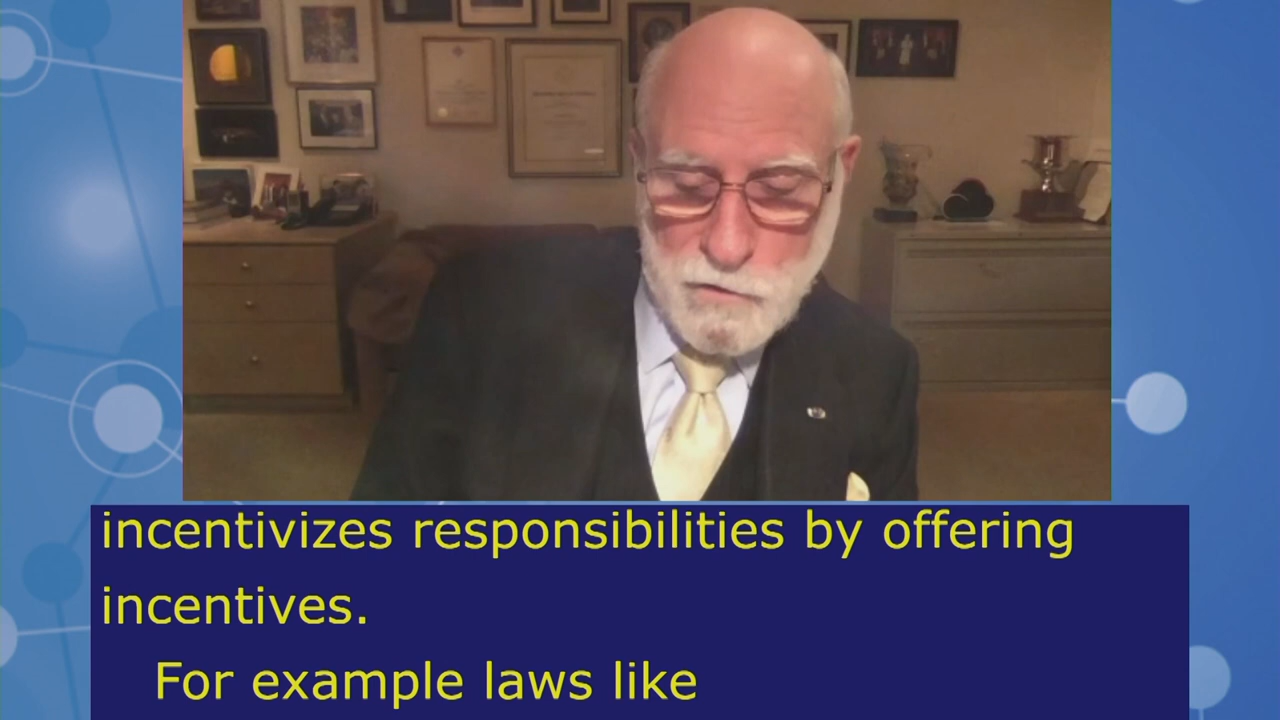 incentivizes responsibilities by offering
incentives.
For example laws like